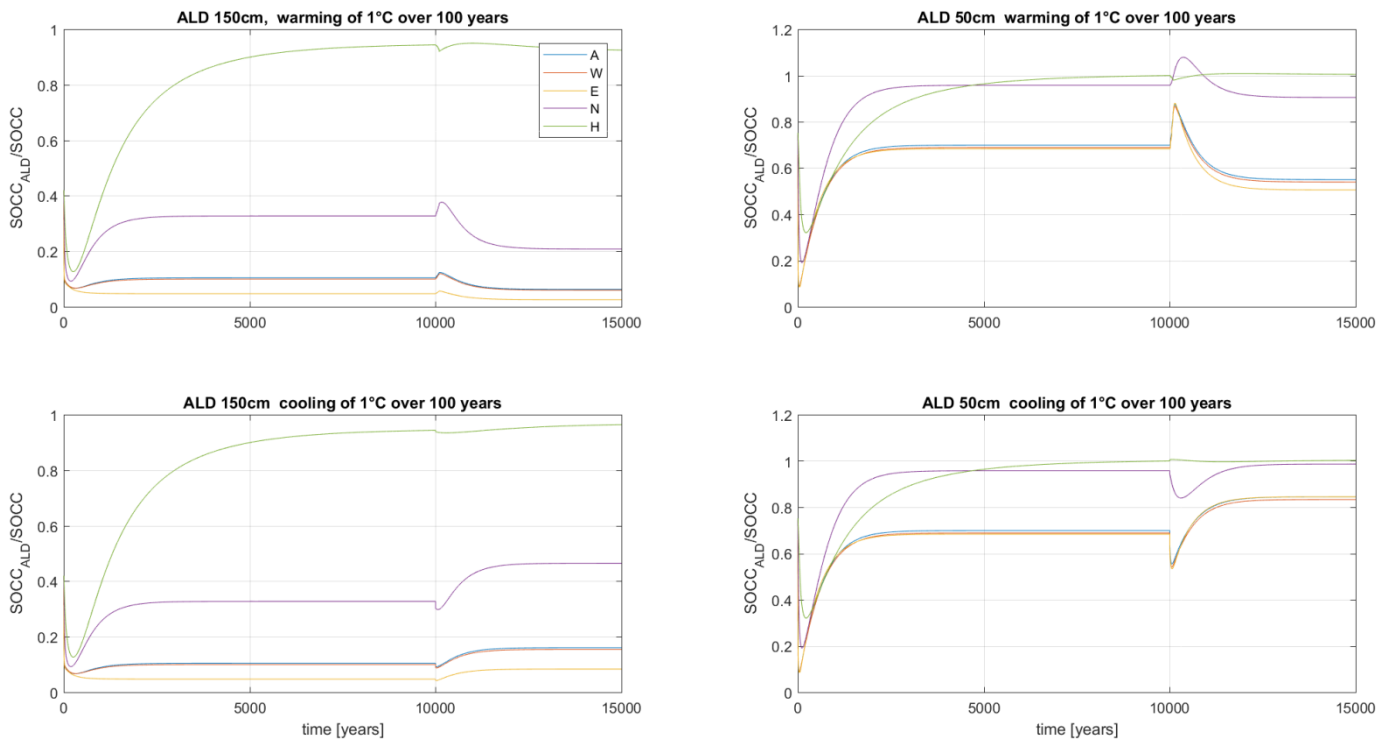 ALD 150cm, warming of 1°C over 100 years
SOCC_ALD/SOCC
1
0.8
0.6
0.4
0.2
0
0
5000
10000
15000
A
W
E
N
H
ALD 50cm warming of 1°C over 100 years
SOCC_ALD/SOCC
1.2
1
0.8
0.6
0.4
0.2
0
0
5000
10000
15000
ALD 150cm cooling of 1°C over 100 years
SOCC_ALD/SOCC
1
0.8
0.6
0.4
0.2
0
0
5000
10000
15000
time [years]
ALD 50cm cooling of 1°C over 100 years
SOCC_ALD/SOCC
1.2
1
0.8
0.6
0.4
0.2
0
0
5000
10000
15000
time [years]